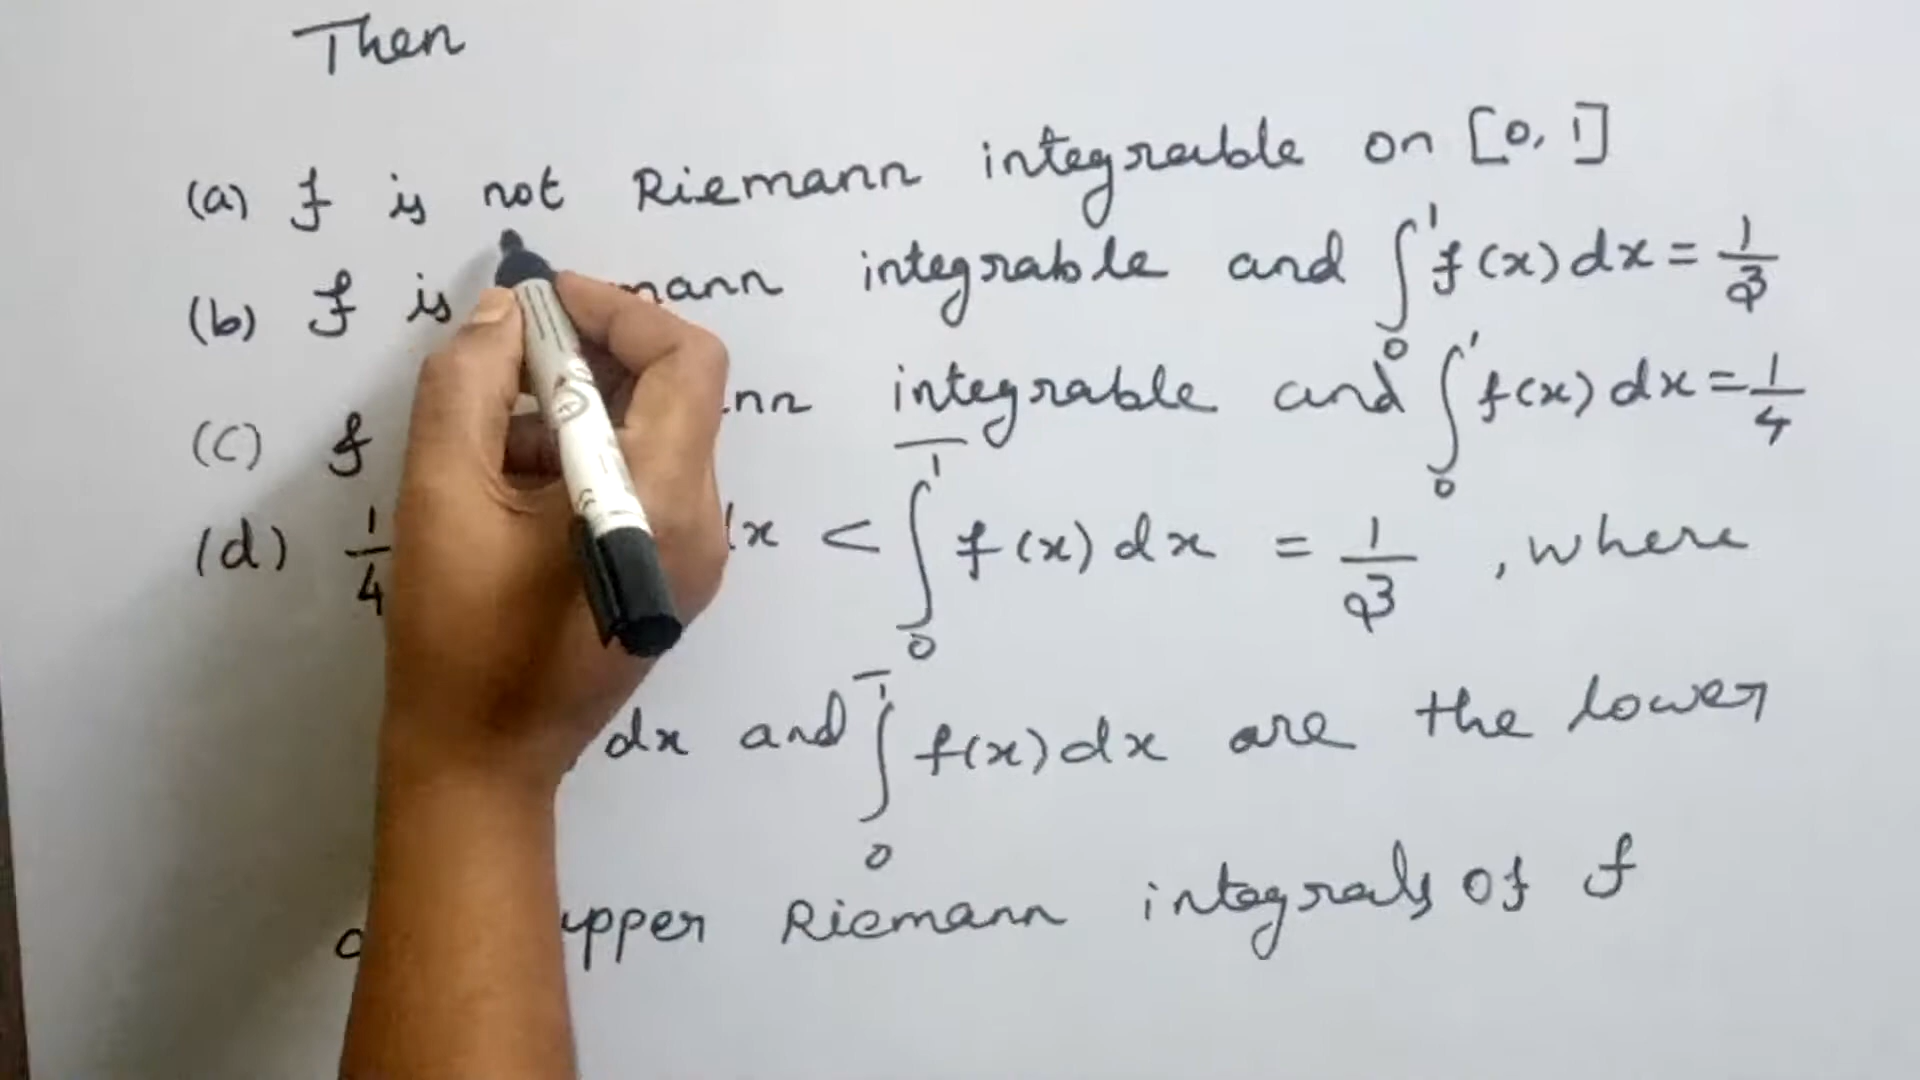 Then
(a) f is not Riemann integrable on [0, 1]
(b) f is mann integrable and ∫₀¹ f(x) dx = 1/3
(c) f nn integrable and ∫₀¹ f(x) dx = 1/4
(d) 1/4 dx < ∫₀¹ f(x) dx = 1/3 , where
dx and ∫₀¹ f(x) dx are the lower
upper Riemann integrals of f